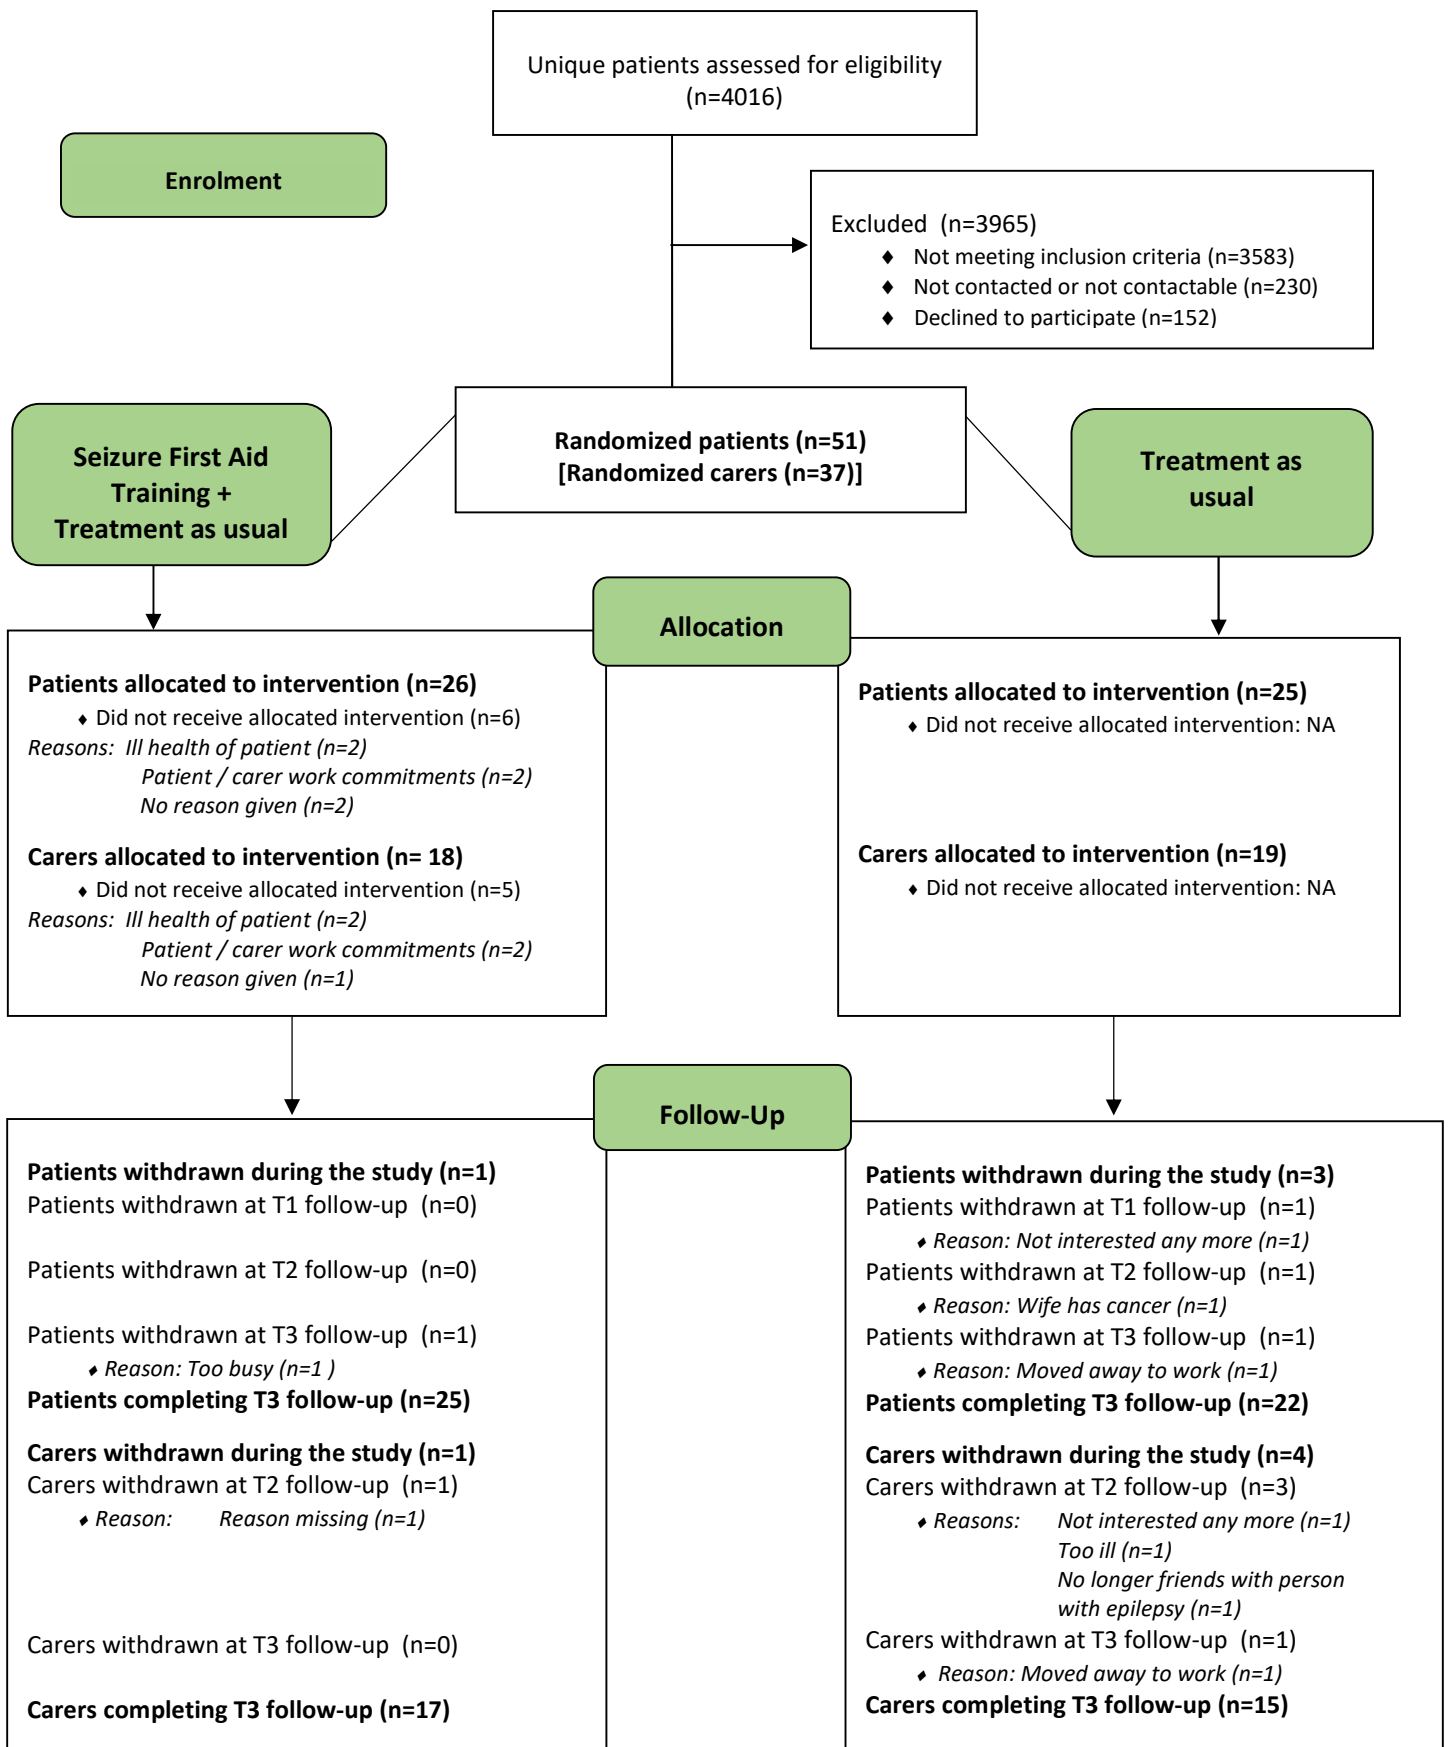 Unique patients assessed for eligibility
(n=4016)
Enrolment
Excluded  (n=3965)
♦ Not meeting inclusion criteria (n=3583)
♦ Not contacted or not contactable (n=230)
♦ Declined to participate (n=152)
Randomized patients (n=51)
[Randomized carers (n=37)]
Seizure First Aid
Training +
Treatment as usual
Treatment as
usual
Allocation
Patients allocated to intervention (n=26)
♦ Did not receive allocated intervention (n=6)
Reasons:  Ill health of patient (n=2)
Patient / carer work commitments (n=2)
No reason given (n=2)
Carers allocated to intervention (n= 18)
♦ Did not receive allocated intervention (n=5)
Reasons:  Ill health of patient (n=2)
Patient / carer work commitments (n=2)
No reason given (n=1)
Patients allocated to intervention (n=25)
♦ Did not receive allocated intervention: NA
Carers allocated to intervention (n=19)
♦ Did not receive allocated intervention: NA
Follow-Up
Patients withdrawn during the study (n=1)
Patients withdrawn at T1 follow-up  (n=0)
Patients withdrawn at T2 follow-up  (n=0)
Patients withdrawn at T3 follow-up  (n=1)
♦ Reason: Too busy (n=1 )
Patients completing T3 follow-up (n=25)
Carers withdrawn during the study (n=1)
Carers withdrawn at T2 follow-up  (n=1)
♦ Reason: Reason missing (n=1)
Carers withdrawn at T3 follow-up  (n=0)
Carers completing T3 follow-up (n=17)
Patients withdrawn during the study (n=3)
Patients withdrawn at T1 follow-up  (n=1)
♦ Reason: Not interested any more (n=1)
Patients withdrawn at T2 follow-up  (n=1)
♦ Reason: Wife has cancer (n=1)
Patients withdrawn at T3 follow-up  (n=1)
♦ Reason: Moved away to work (n=1)
Patients completing T3 follow-up (n=22)
Carers withdrawn during the study (n=4)
Carers withdrawn at T2 follow-up  (n=3)
♦ Reasons: Not interested any more (n=1)
Too ill (n=1)
No longer friends with person
with epilepsy (n=1)
Carers withdrawn at T3 follow-up  (n=1)
♦ Reason: Moved away to work (n=1)
Carers completing T3 follow-up (n=15)